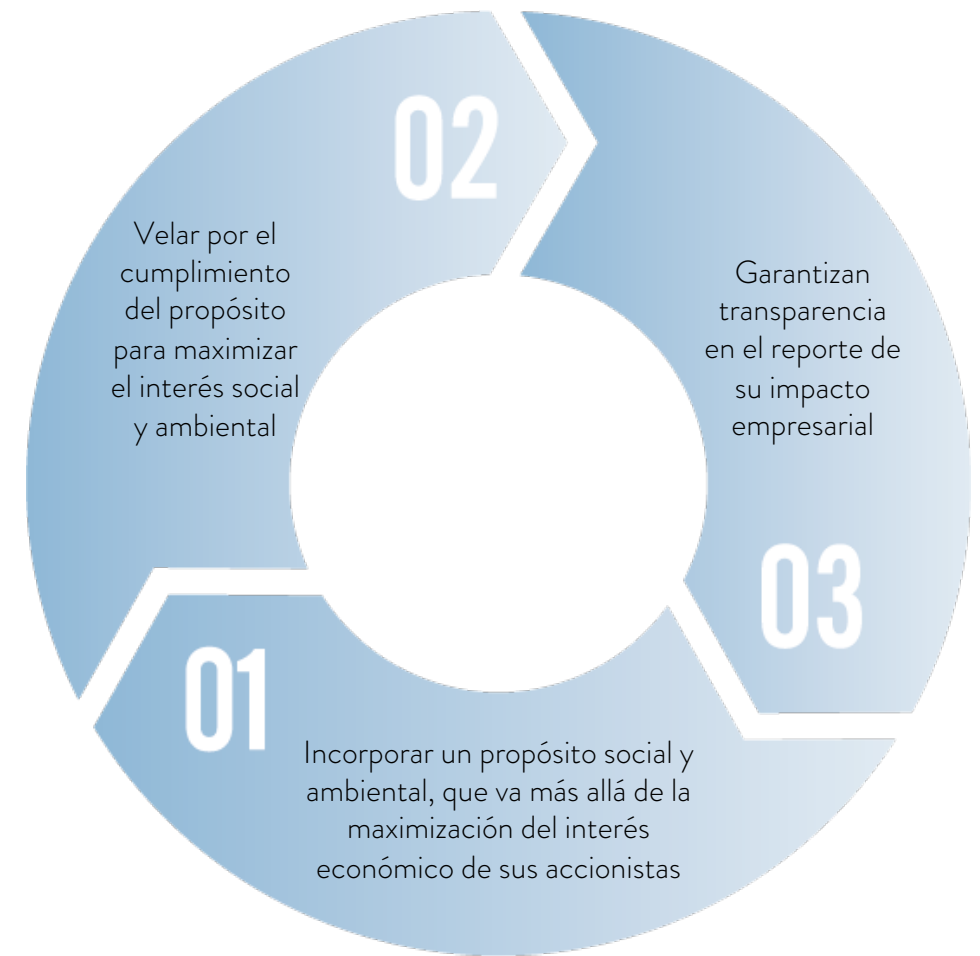 01
Incorporar un propósito social y
ambiental, que va más allá de la
maximización del interés
económico de sus accionistas
02
Velar por el
cumplimiento
del propósito
para maximizar
el interés social
y ambiental
Garantizan
transparencia
en el reporte de
su impacto
empresarial
03